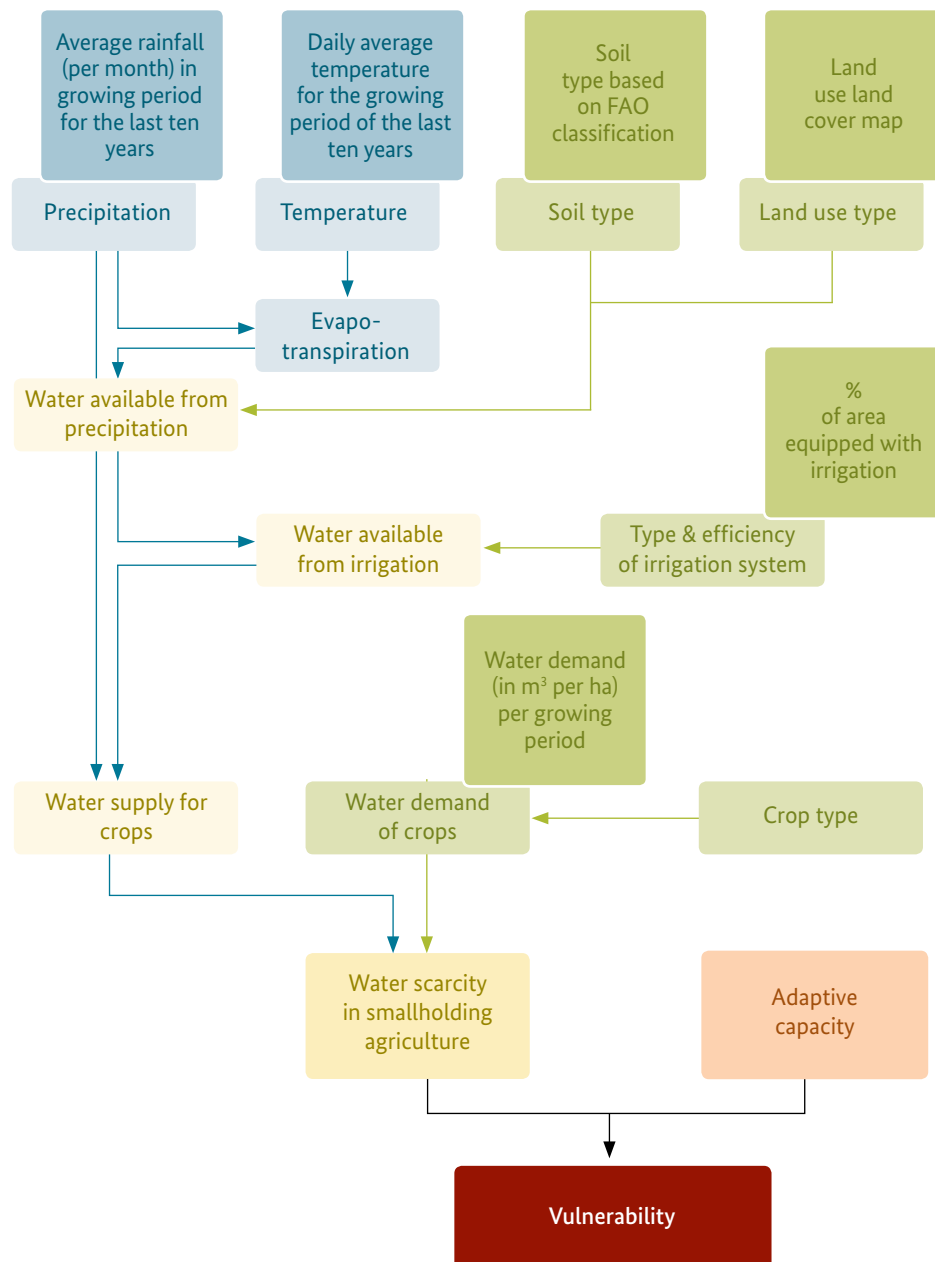 Average rainfall
(per month) in
growing period
for the last ten
years
Daily average
temperature
for the growing
period of the last
ten years
Soil
type based
on FAO
classification
Land
use land
cover map
Precipitation
Temperature
Soil type
Land use type
Evapo-
transpiration
Water available from
precipitation
%
of area
equipped with
irrigation
Water available
from irrigation
Type & efficiency
of irrigation system
Water demand
(in m³ per ha)
per growing
period
Water supply for
crops
Water demand
of crops
Crop type
Water scarcity
in smallholding
agriculture
Adaptive
capacity
Vulnerability